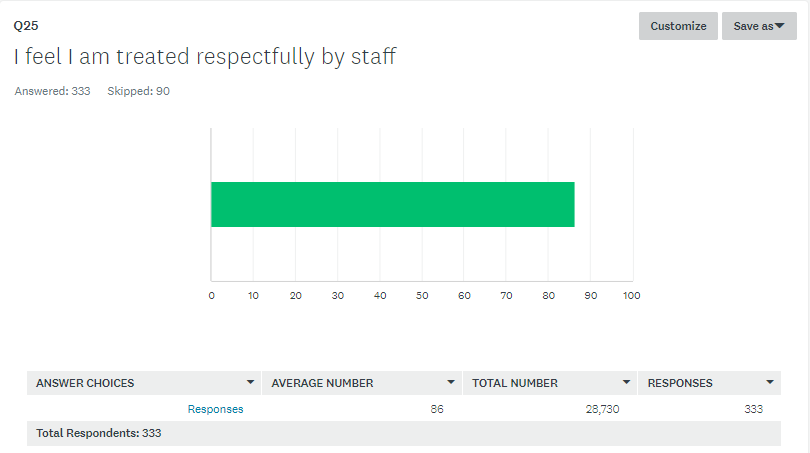 Q25
Customize
Save as
I feel I am treated respectfully by staff
Answered: 333 Skipped: 90
0 10 20 30 40 50 60 70 80 90 100
ANSWER CHOICES AVERAGE NUMBER TOTAL NUMBER RESPONSES
Responses 86 28,730 333
Total Respondents: 333